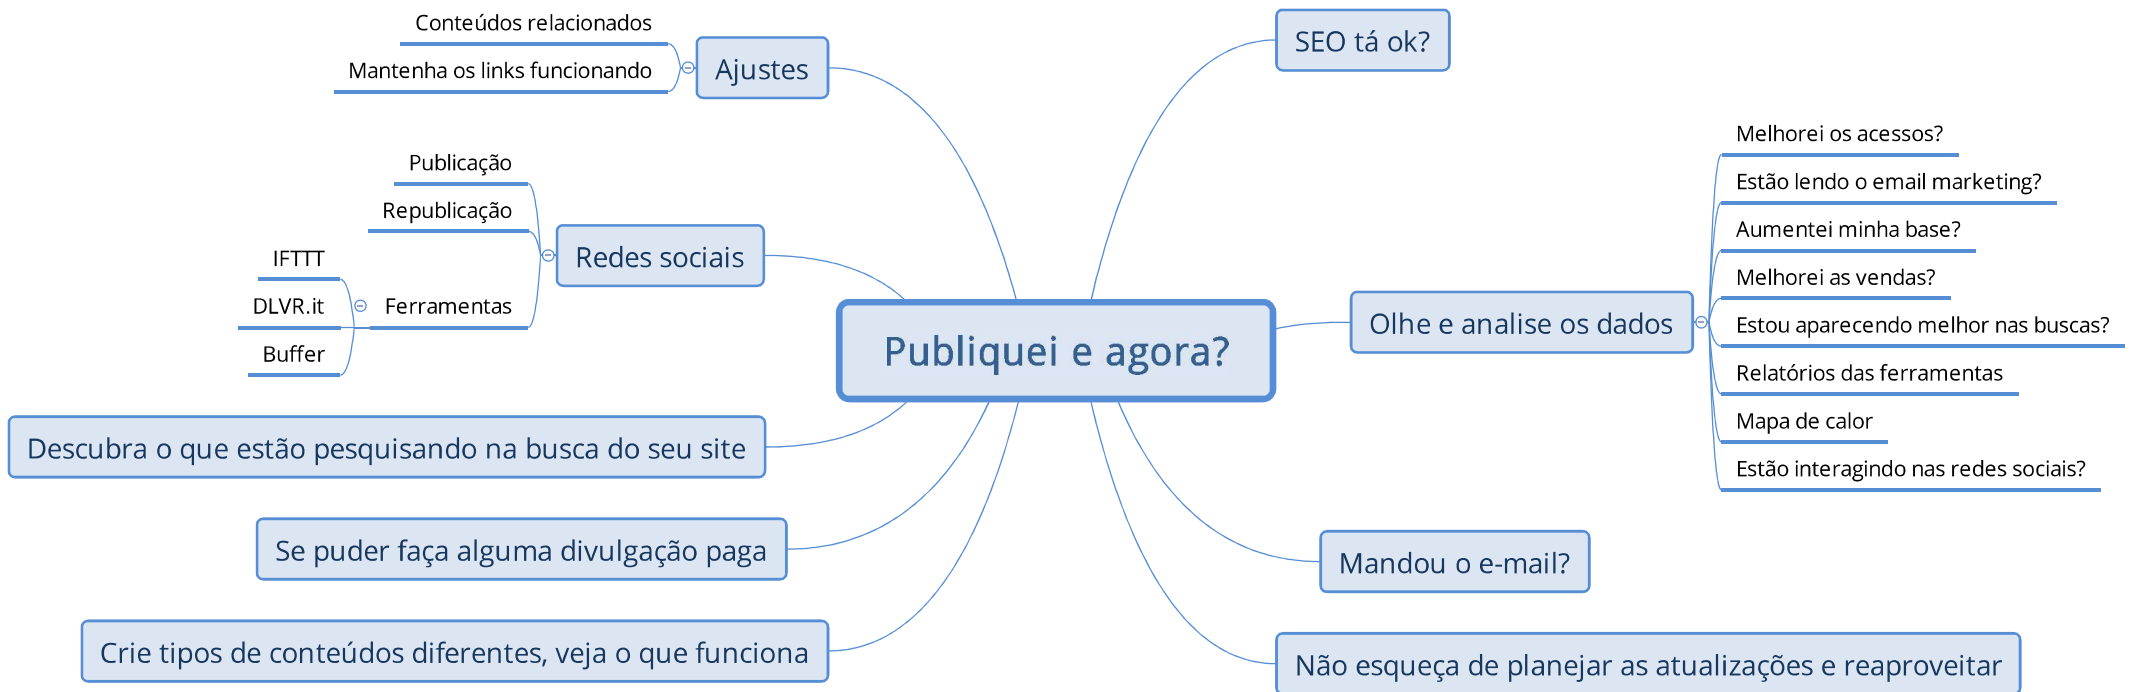 Conteúdos relacionados
Mantenha os links funcionando
Ajustes
Publicação
Republicação
IFTTT
DLVR.it
Buffer
Ferramentas
Redes sociais
Descubra o que estão pesquisando na busca do seu site
Se puder faça alguma divulgação paga
Crie tipos de conteúdos diferentes, veja o que funciona
Publiquei e agora?
SEO tá ok?
Olhe e analise os dados
Melhorei os acessos?
Estão lendo o email marketing?
Aumentei minha base?
Melhorei as vendas?
Estou aparecendo melhor nas buscas?
Relatórios das ferramentas
Mapa de calor
Estão interagindo nas redes sociais?
Mandou o e-mail?
Não esqueça de planejar as atualizações e reaproveitar